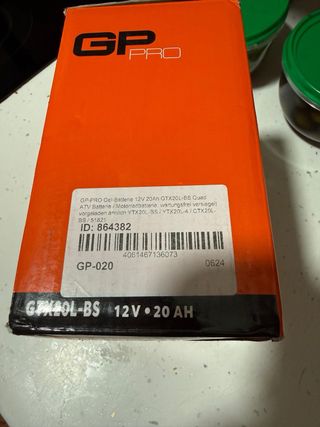 GP
PRO
GP-PRO Gel-Batterie 12V 20Ah GTX20L-BS Quad
ATV Batterie / Motorradbatterie, wartungsfrei versiegelt
vorgeladen ähnlich YTX20L-BS / YTX20L-4 / GTX20L-
BS / 51821
ID: 864382
4061467136073
GP-020 0624
GTX20L-BS 12V • 20 AH